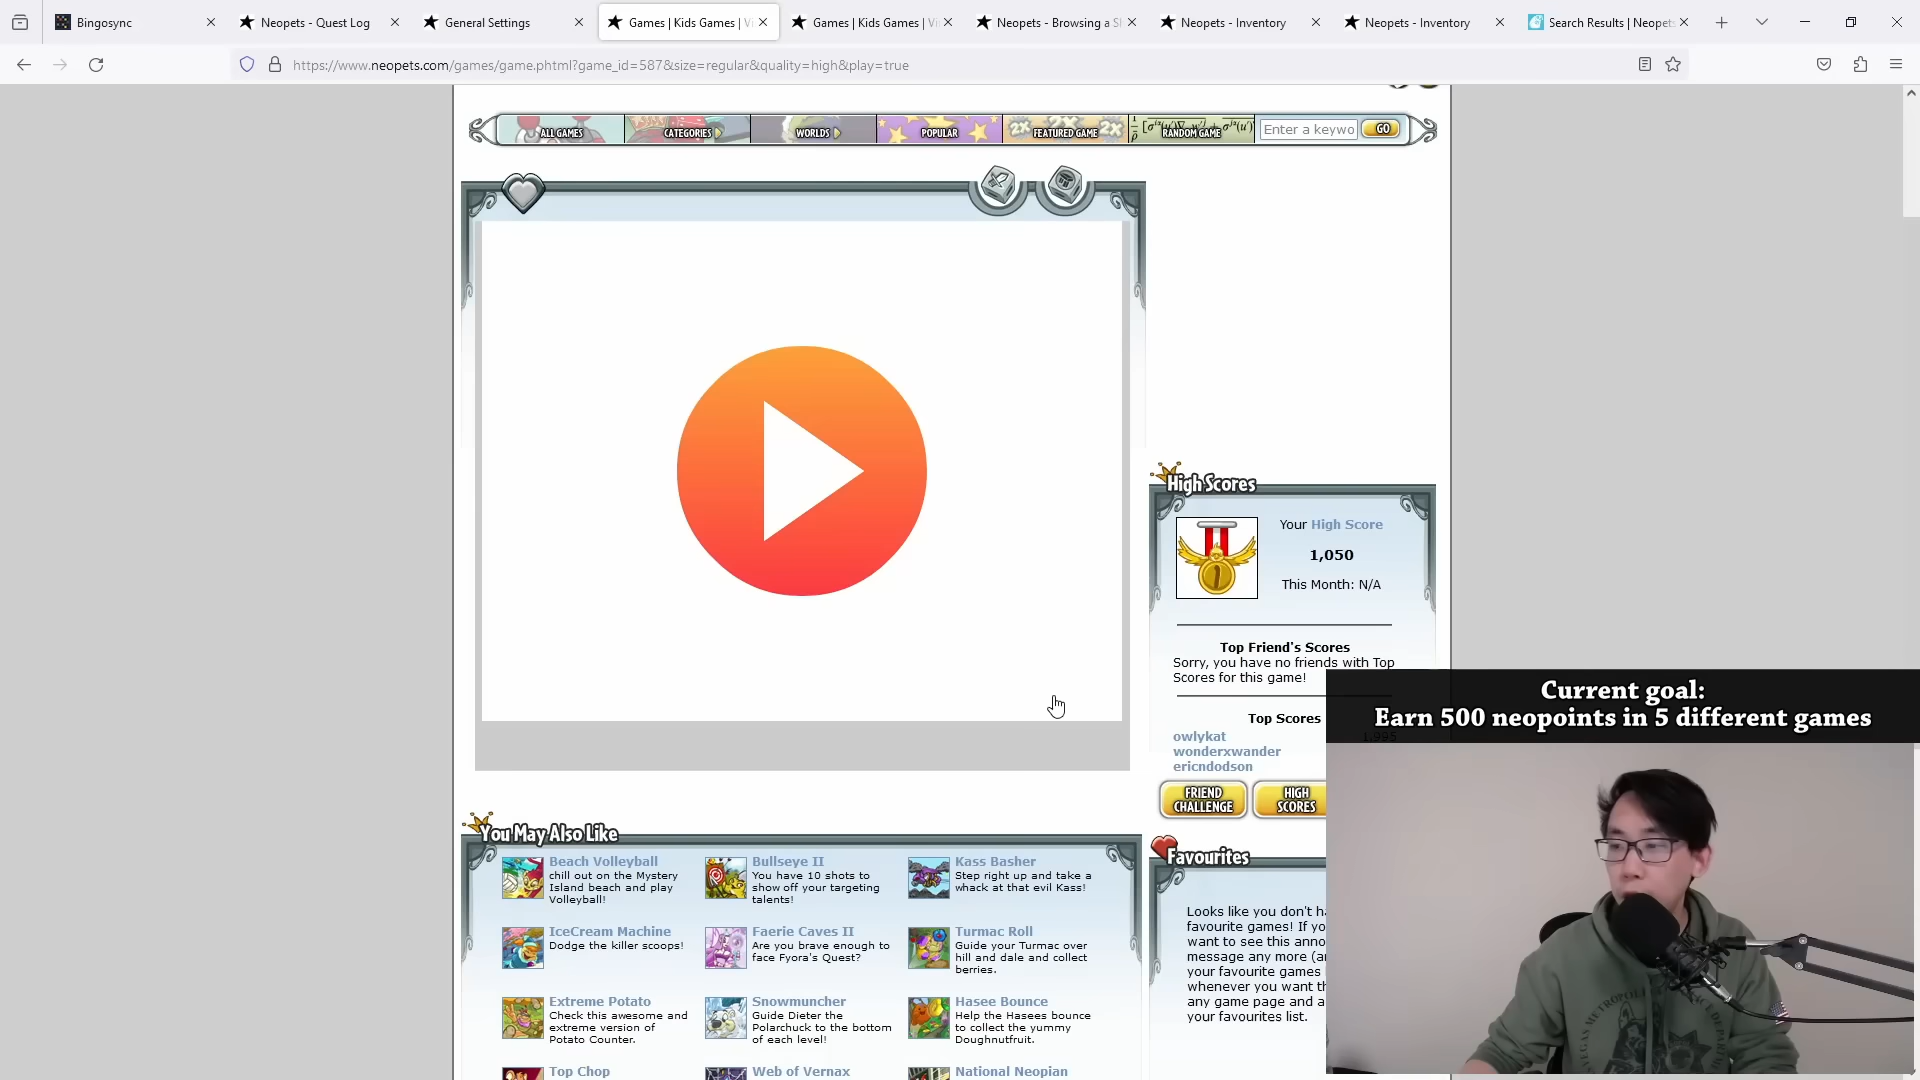 Bingosync
Neopets - Quest Log
General Settings
Games | Kids Games | Vi
Games | Kids Games | Vi
Neopets - Browsing a Sh
Neopets - Inventory
Neopets - Inventory
Search Results | Neopets
https://www.neopets.com/games/game.phtml?game_id=587&size=regular&quality=high&play=true
ALL GAMES
CATEGORIES
WORLDS
POPULAR
FEATURED GAME
RANDOM GAME
Enter a keywo
GO
High Scores
Your High Score
1,050
This Month: N/A
Top Friend's Scores
Sorry, you have no friends with Top
Scores for this game!
Top Scores
owlykat 1,995
wonderxwander
ericndodson
FRIEND
CHALLENGE
HIGH
SCORES
Current goal:
Earn 500 neopoints in 5 different games
You May Also Like
Beach Volleyball
chill out on the Mystery
Island beach and play
Volleyball!
Bullseye II
You have 10 shots to
show off your targeting
talents!
Kass Basher
Step right up and take a
whack at that evil Kass!
IceCream Machine
Dodge the killer scoops!
Faerie Caves II
Are you brave enough to
face Fyora's Quest?
Turmac Roll
Guide your Turmac over
hill and dale and collect
berries.
Extreme Potato
Check this awesome and
extreme version of
Potato Counter.
Snowmuncher
Guide Dieter the
Polarchuck to the bottom
of each level!
Hasee Bounce
Help the Hasees bounce
to collect the yummy
Doughnutfruit.
Top Chop
Web of Vernax
National Neopian
Favourites
Looks like you don't ha
favourite games! If yo
want to see this anno
message any more (a
your favourite games
whenever you want th
any game page and a
your favourites list.